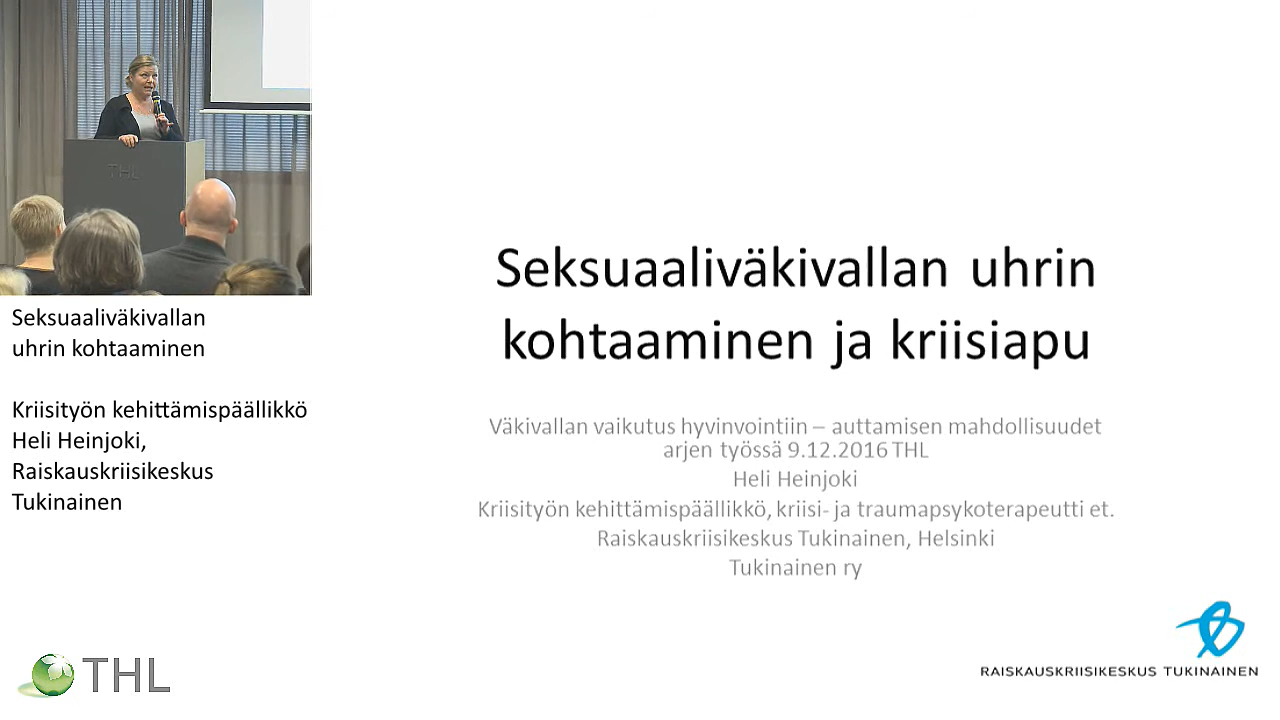 THL
Seksuaaliväkivallan
uhrin kohtaaminen
Kriisityön kehittämispäällikkö
Heli Heinjoki,
Raiskauskriisikeskus
Tukinainen
THL
Seksuaaliväkivallan uhrin
kohtaaminen ja kriisiapu
Väkivallan vaikutus hyvinvointiin – auttamisen mahdollisuudet
arjen työssä 9.12.2016 THL
Heli Heinjoki
Kriisityön kehittämispäällikkö, kriisi- ja traumapsykoterapeutti et.
Raiskauskriisikeskus Tukinainen, Helsinki
Tukinainen ry
RAISKAUSKRIISIKESKUS TUKINAINEN